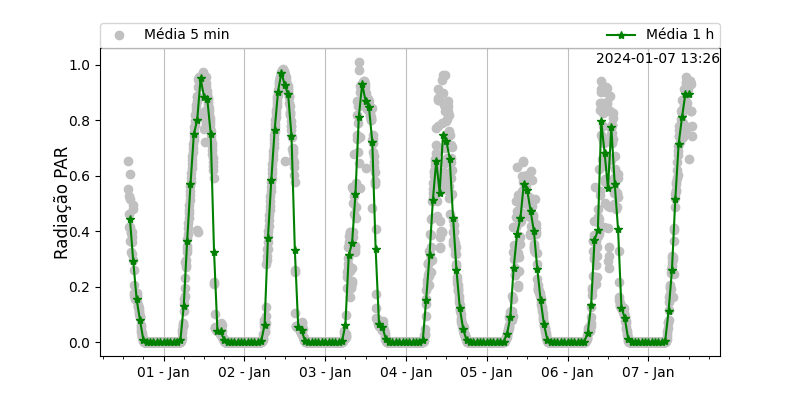 Média 5 min
Média 1 h
2024-01-07 13:26
Radiação PAR
1.0
0.8
0.6
0.4
0.2
0.0
01 - Jan
02 - Jan
03 - Jan
04 - Jan
05 - Jan
06 - Jan
07 - Jan